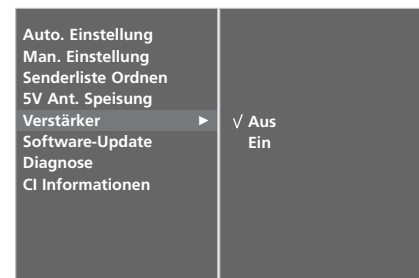 Auto. Einstellung
Man. Einstellung
Senderliste Ordnen
5V Ant. Speisung
Verstärker ► √ Aus
Software-Update Ein
Diagnose
CI Informationen